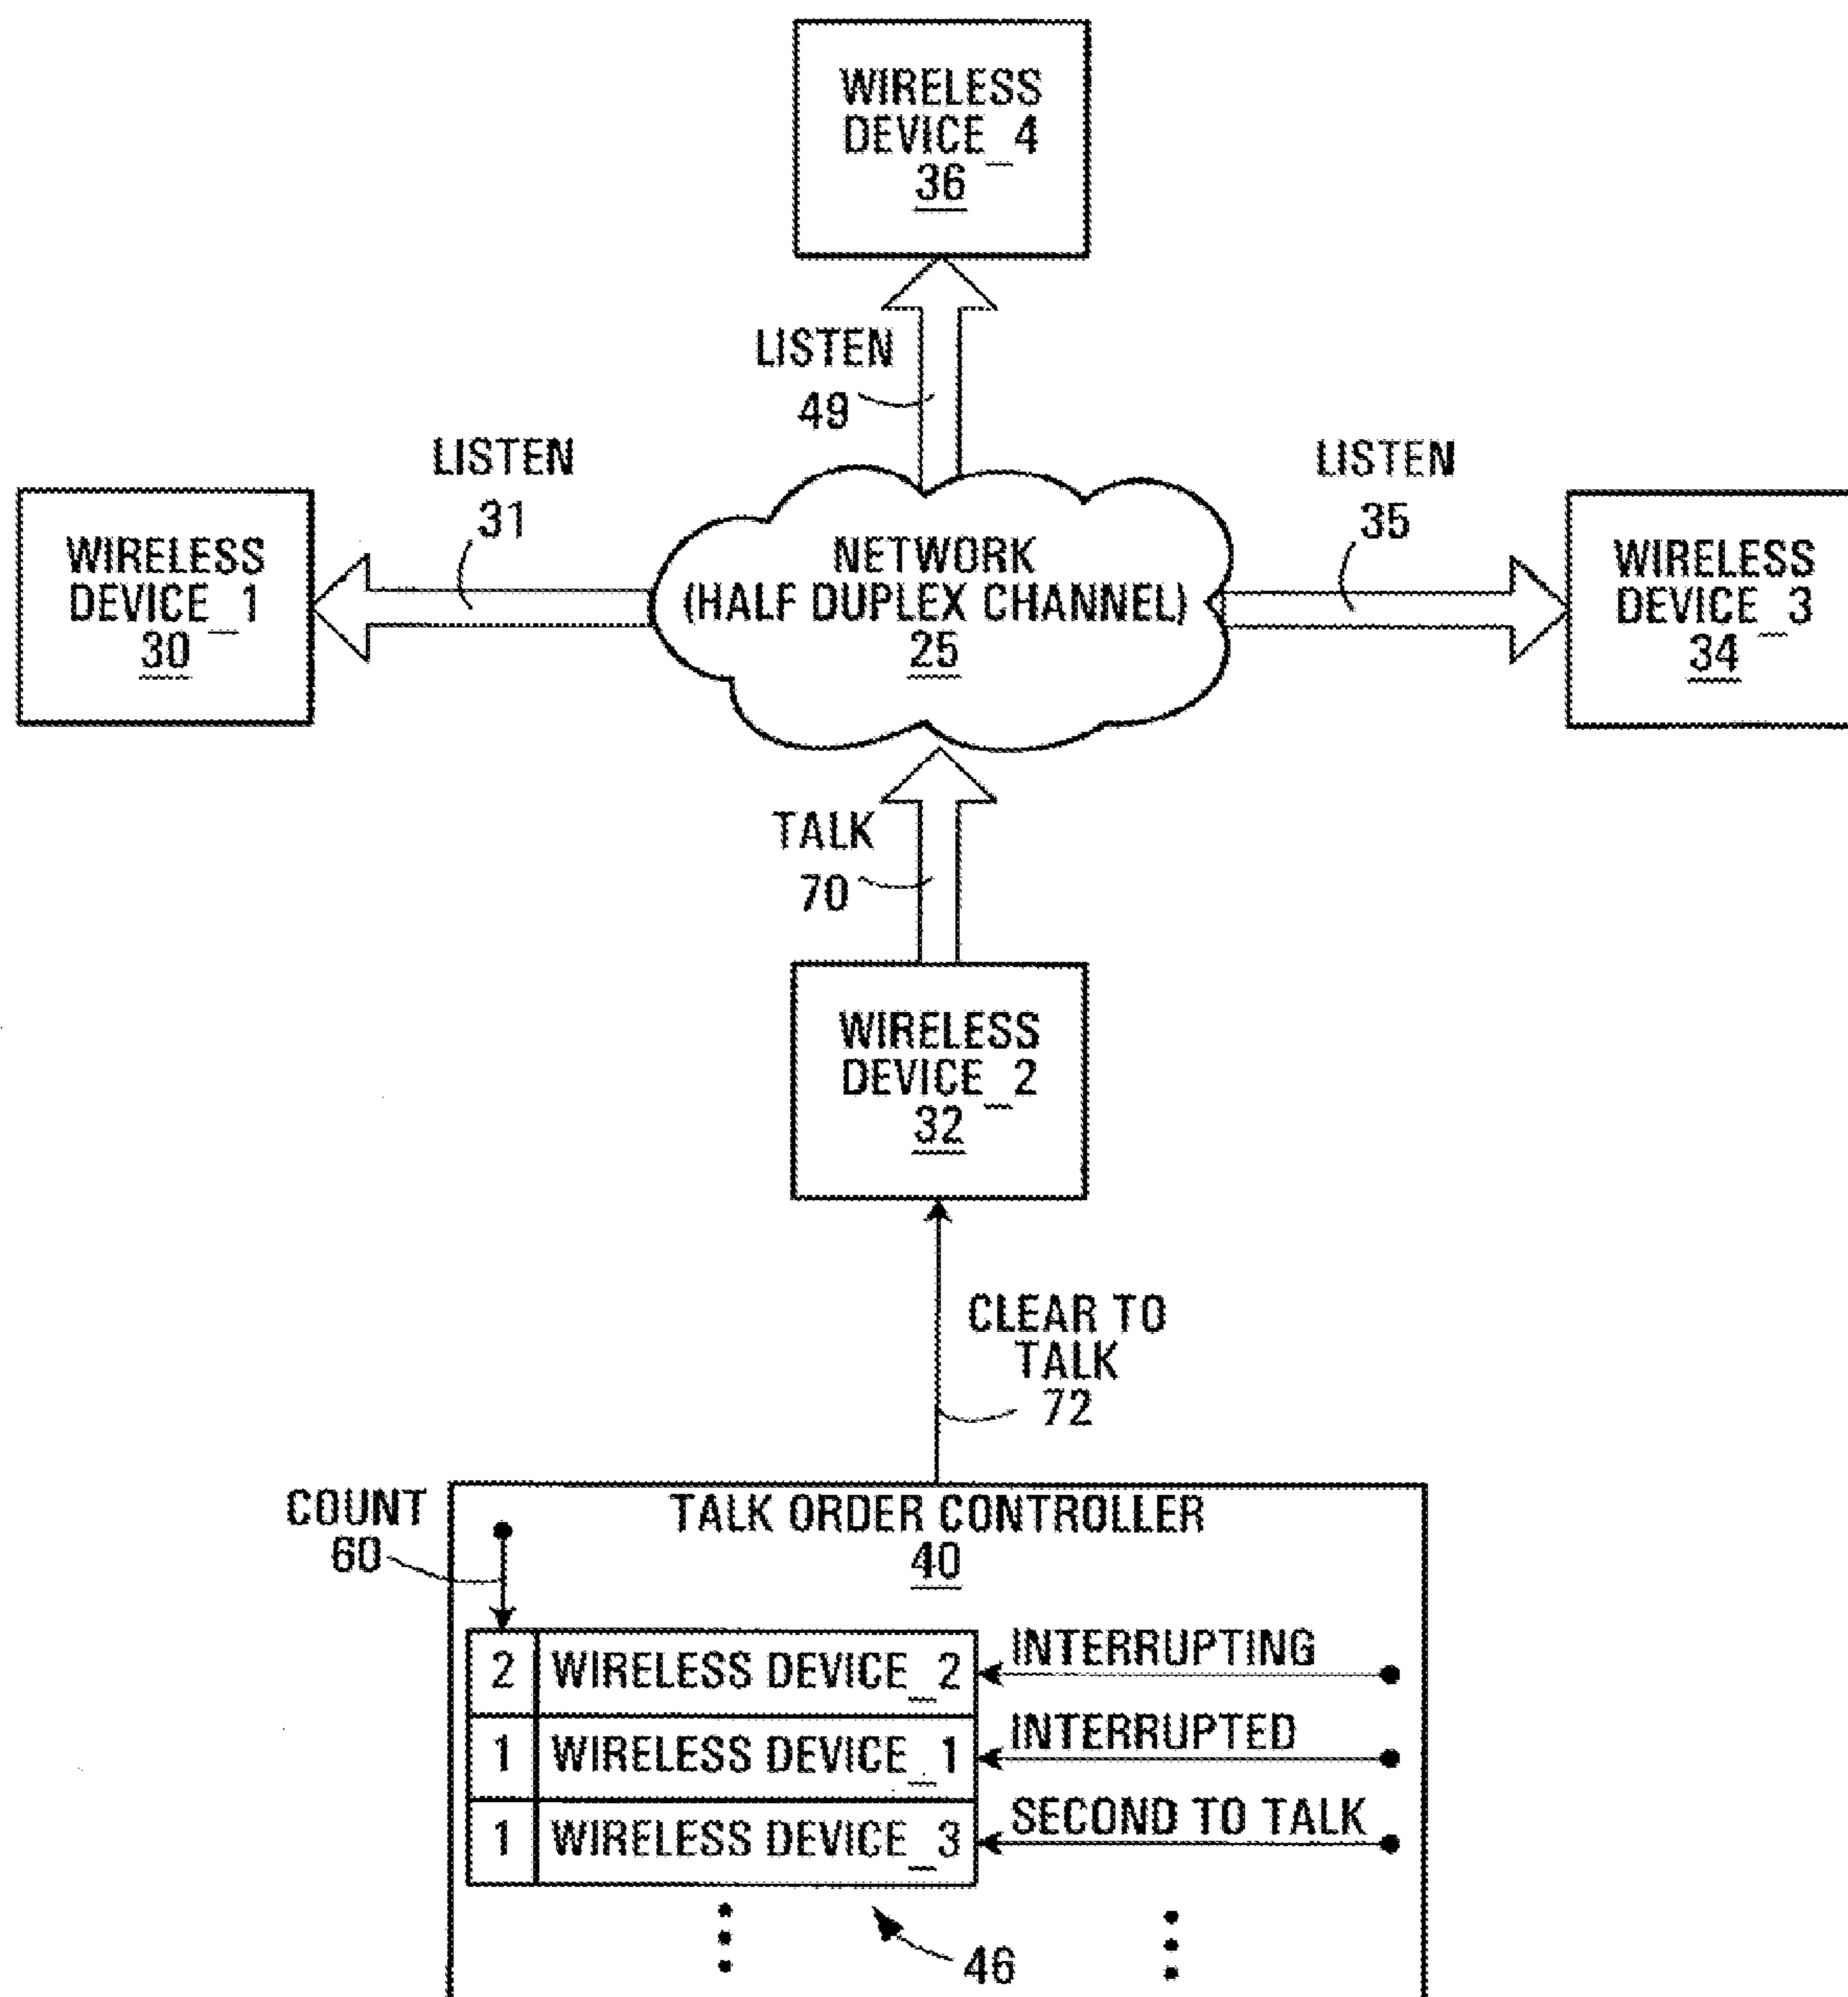 WIRELESS
DEVICE_4
36
LISTEN
49
LISTEN
31
LISTEN
35
WIRELESS
DEVICE_1
30
NETWORK
(HALF DUPLEX CHANNEL)
25
WIRELESS
DEVICE_3
34
TALK
70
WIRELESS
DEVICE_2
32
CLEAR TO
TALK
72
COUNT
60
TALK ORDER CONTROLLER
40
2 WIRELESS DEVICE_2 INTERRUPTING
1 WIRELESS DEVICE_1 INTERRUPTED
1 WIRELESS DEVICE_3 SECOND TO TALK
46